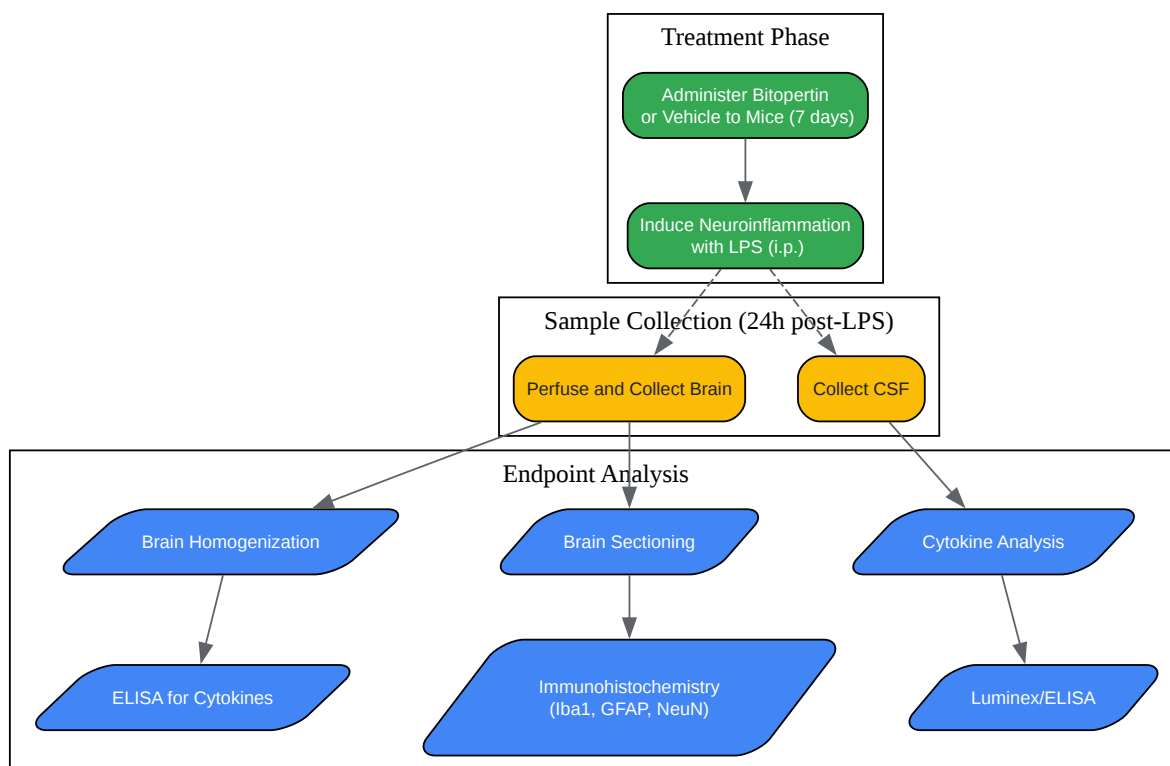 Treatment Phase
Administer Bitopertin
or Vehicle to Mice (7 days)
Induce Neuroinflammation
with LPS (i.p.)
Sample Collection (24h post-LPS)
Perfuse and Collect Brain
Collect CSF
Endpoint Analysis
Brain Homogenization
Brain Sectioning
Cytokine Analysis
ELISA for Cytokines
Immunohistochemistry
(Iba1, GFAP, NeuN)
Luminex/ELISA